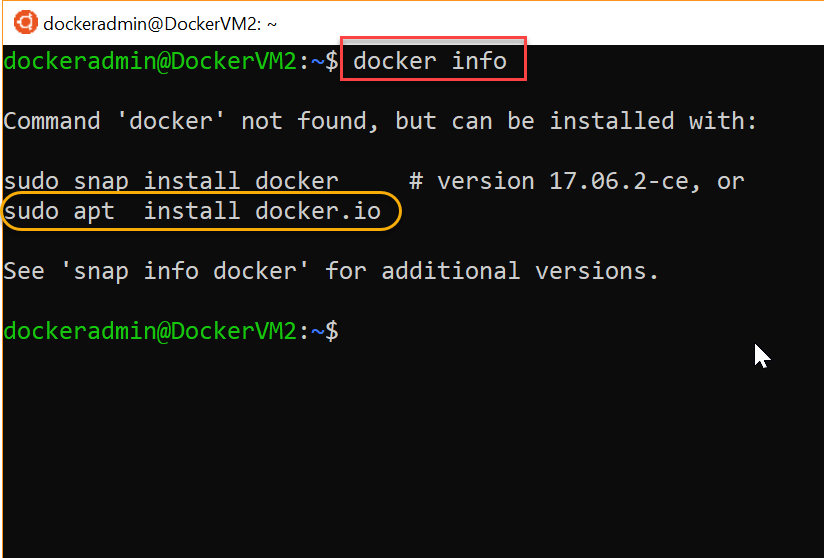 dockeradmin@DockerVM2: ~
dockeradmin@DockerVM2:~$ docker info
Command 'docker' not found, but can be installed with:
sudo snap install docker     # version 17.06.2-ce, or
sudo apt  install docker.io
See 'snap info docker' for additional versions.
dockeradmin@DockerVM2:~$